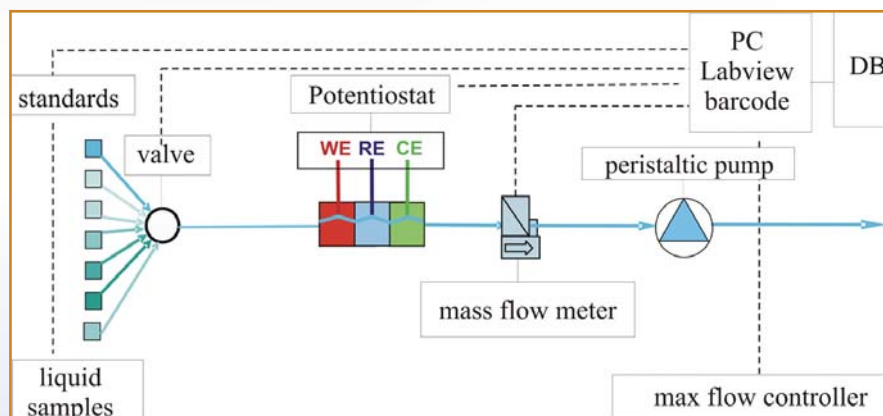 PC
Labview
barcode
DB
standards
Potentiostat
valve
WE RE CE
peristaltic pump
mass flow meter
liquid
samples
max flow controller